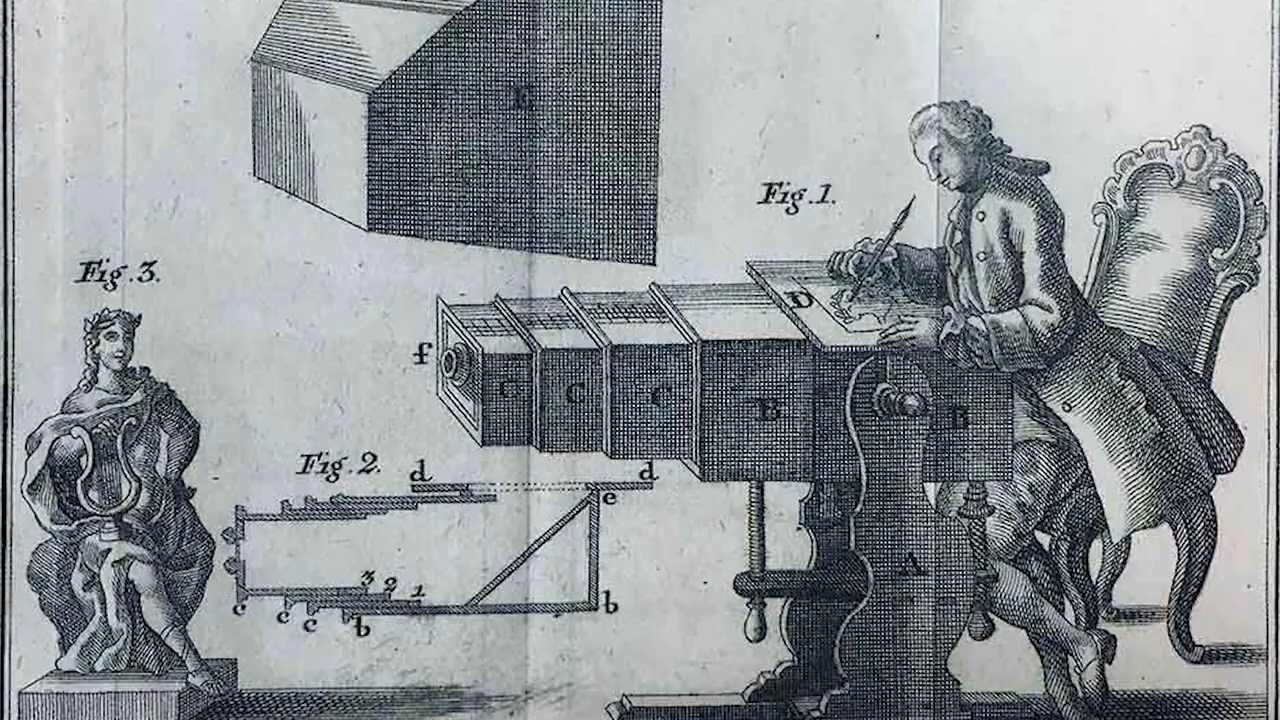 E
Fig. 1.
Fig. 3.
D
f
C C C B B
Fig. 2.
d d
e
A
3 2 1
c c c b b